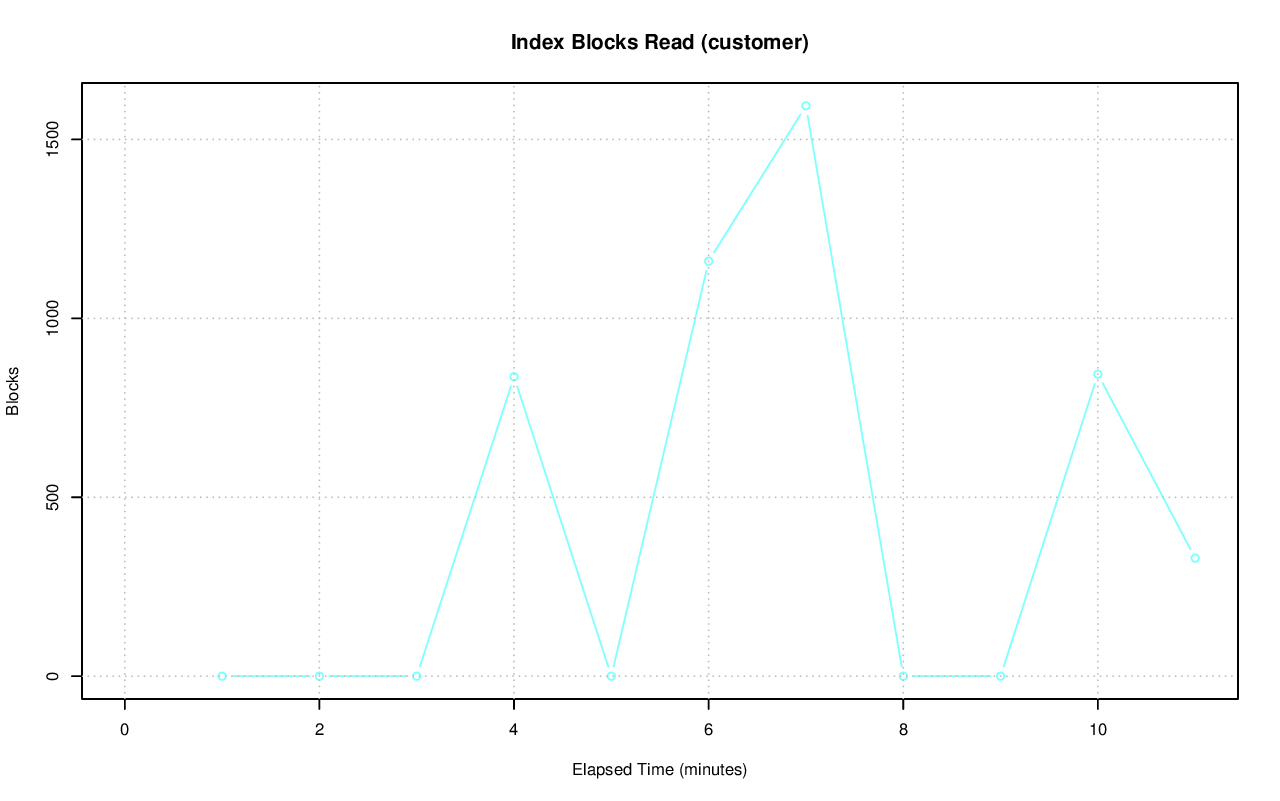 Index Blocks Read (customer)
1500
1000
500
0
Blocks
0 2 4 6 8 10
Elapsed Time (minutes)